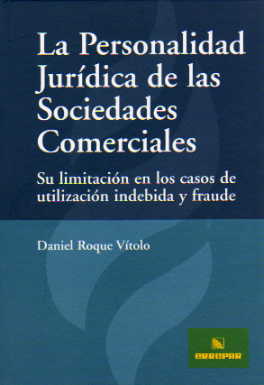 La Personalidad
Jurídica de las
Sociedades
Comerciales
Su limitación en los casos de
utilización indebida y fraude
Daniel Roque Vítolo
ERREPAR